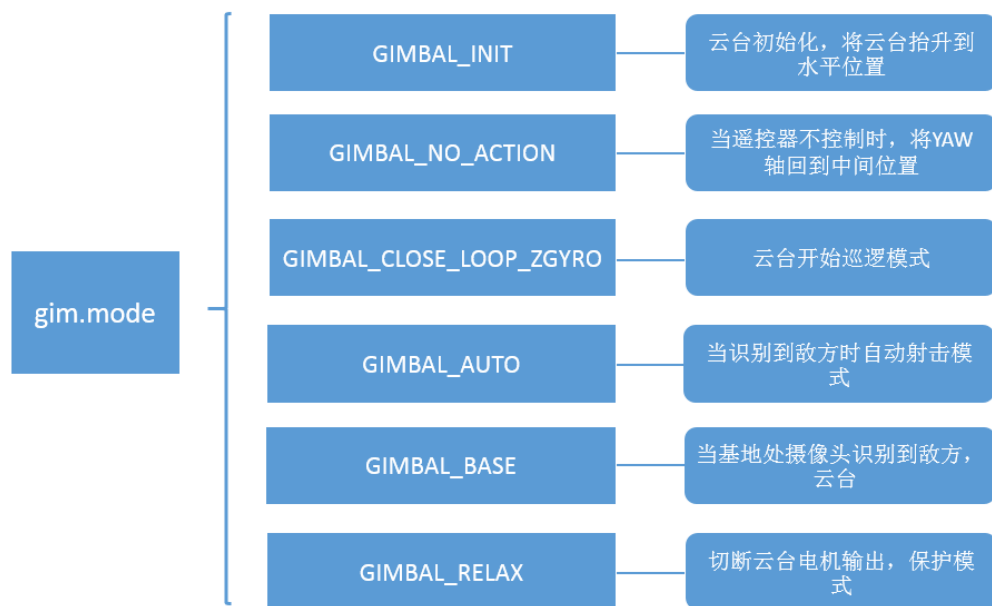 gim.mode
GIMBAL_INIT
云台初始化，将云台抬升到
水平位置
GIMBAL_NO_ACTION
当遥控器不控制时，将YAW
轴回到中间位置
GIMBAL_CLOSE_LOOP_ZGYRO
云台开始巡逻模式
GIMBAL_AUTO
当识别到敌方时自动射击模
式
GIMBAL_BASE
当基地处摄像头识别到敌方，
云台
GIMBAL_RELAX
切断云台电机输出，保护模
式